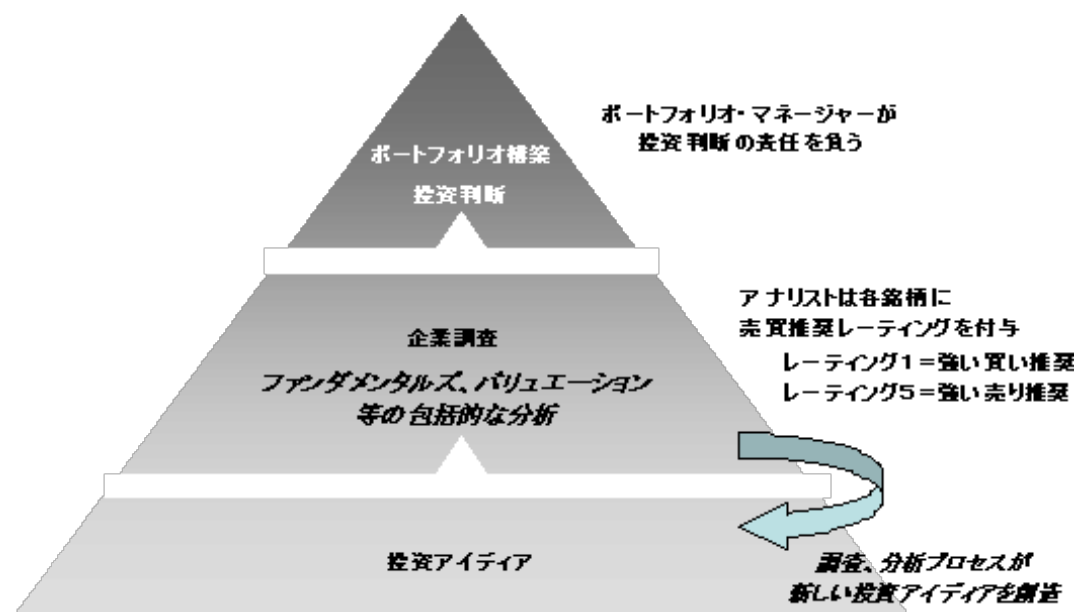 ポートフォリオ・マネージャーが
投資判断の責任を負う
ポートフォリオ構築
投資判断
アナリストは各銘柄に
売買推奨レーティングを付与
レーティング1=強い買い推奨
レーティング5=強い売り推奨
企業調査
ファンダメンタルズ、バリュエーション
等の包括的な分析
投資アイディア
調査、分析プロセスが
新しい投資アイディアを創造